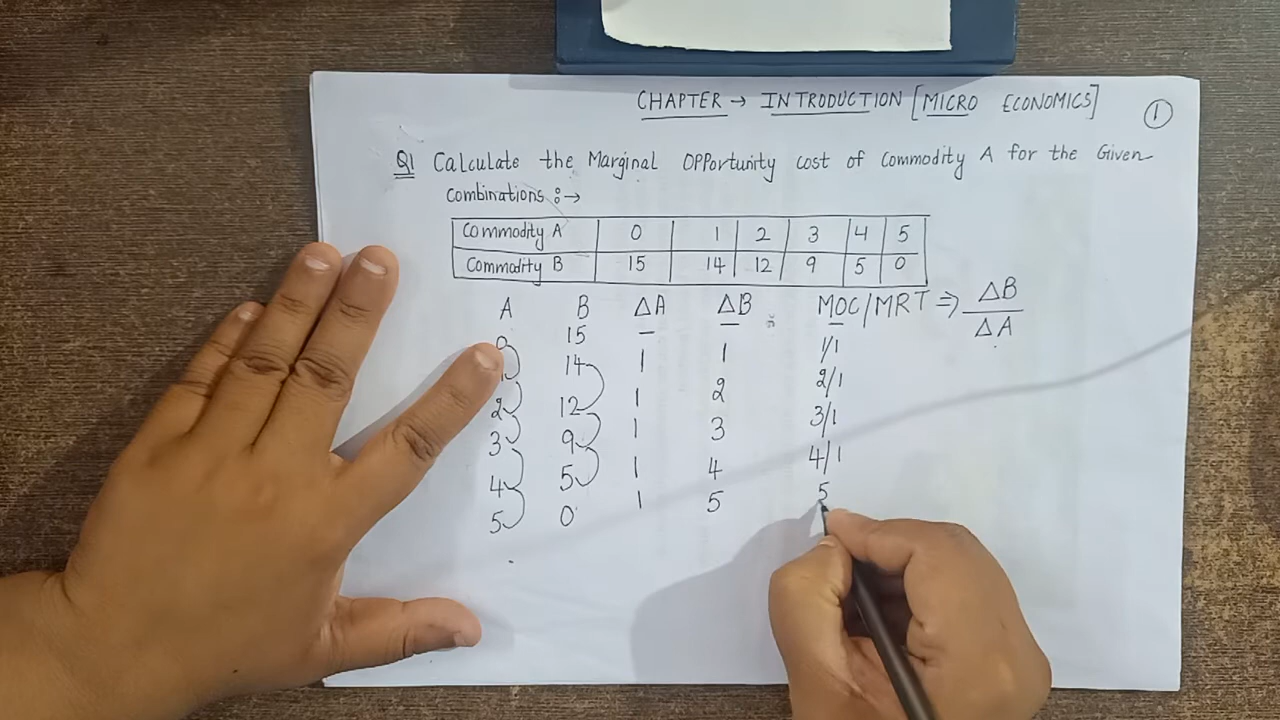 CHAPTER → INTRODUCTION [MICRO ECONOMICS]
1
Q1 Calculate the Marginal Opportunity cost of Commodity A for the Given
Combinations :→
Commodity A 0 1 2 3 4 5
Commodity B 15 14 12 9 5 0
A B ΔA ΔB MOC/MRT ⇒ ΔB/ΔA
0 15 — —
14 1 1 1/1
2 12 1 2 2/1
3 9 1 3 3/1
4 5 1 4 4/1
5 0 1 5 5